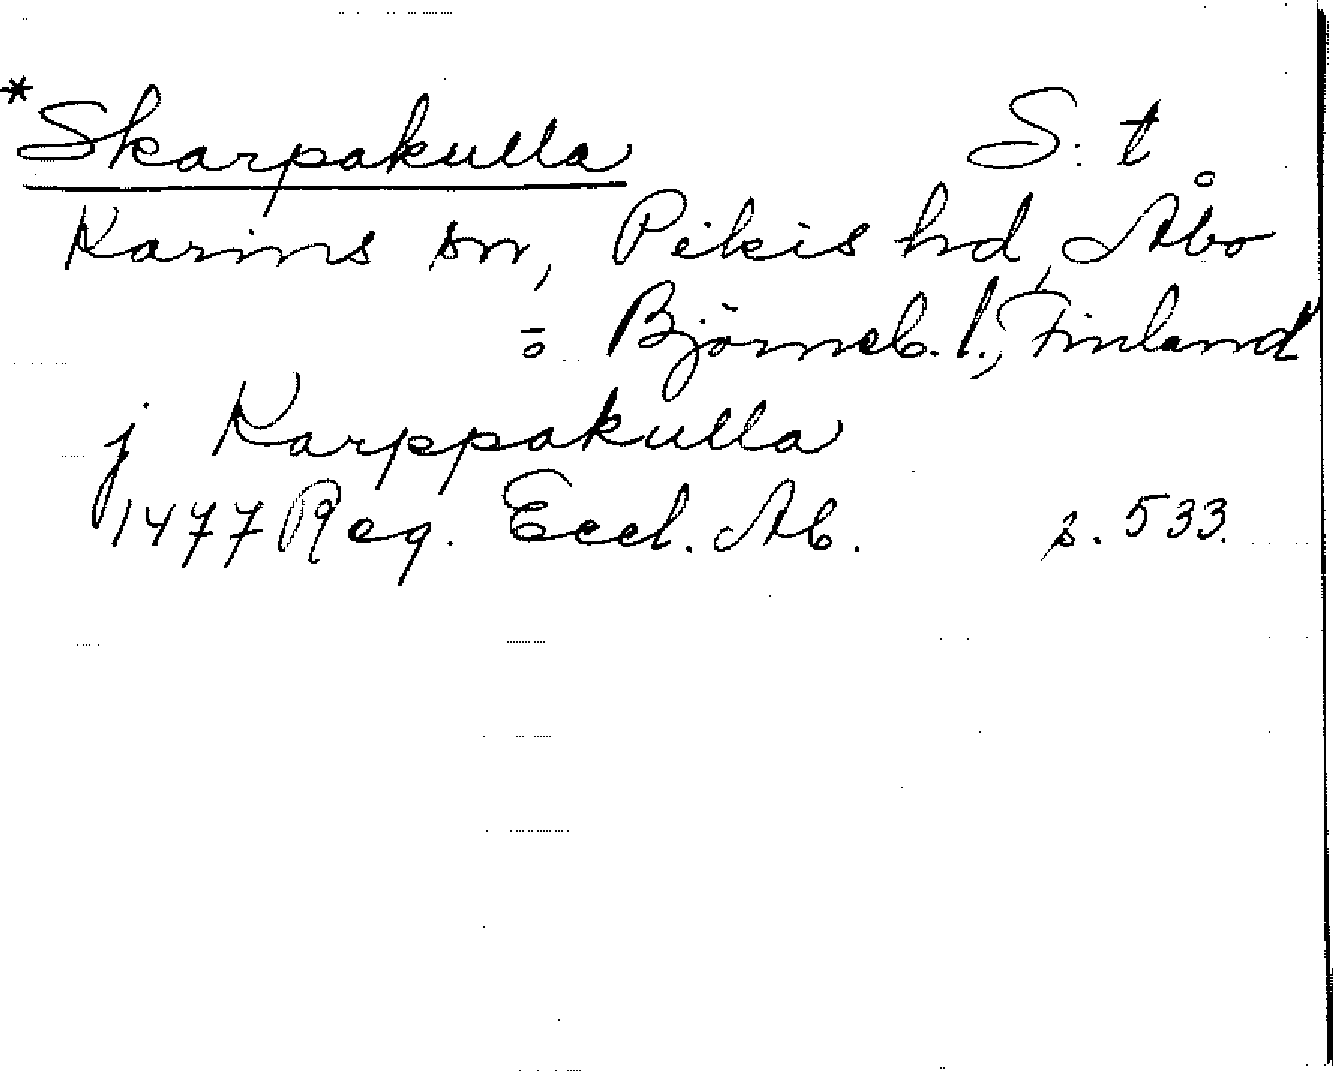 *Skarpakulla S:t
Karins sn, Pikis hd, Åbo
o Björneb. l., Finland
j Karppakulla
1477 Reg. Eccl. Ab. s. 533.